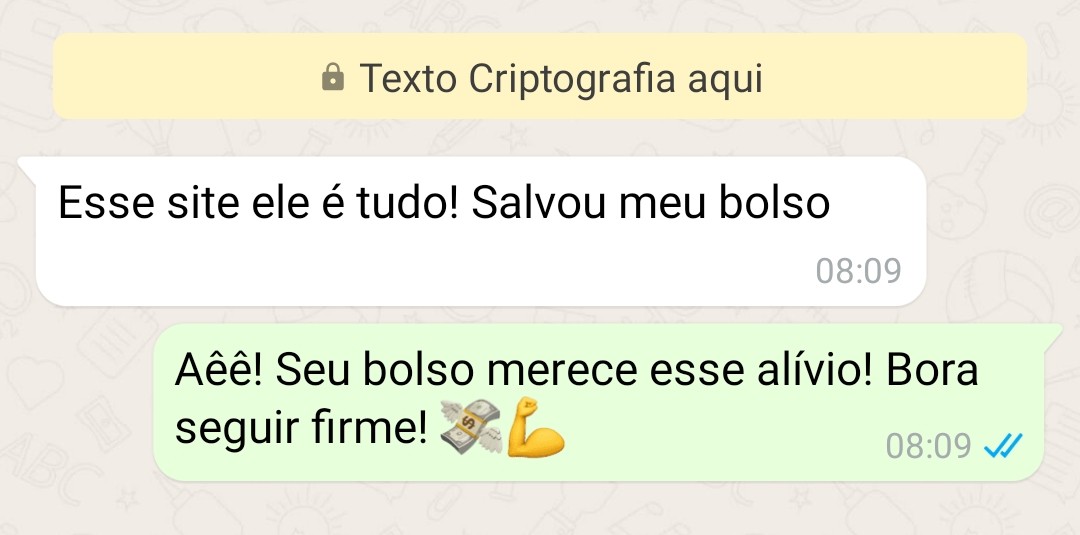 Texto Criptografia aqui
Esse site ele é tudo! Salvou meu bolso
08:09
Aêê! Seu bolso merece esse alívio! Bora
seguir firme! 💸💪
08:09